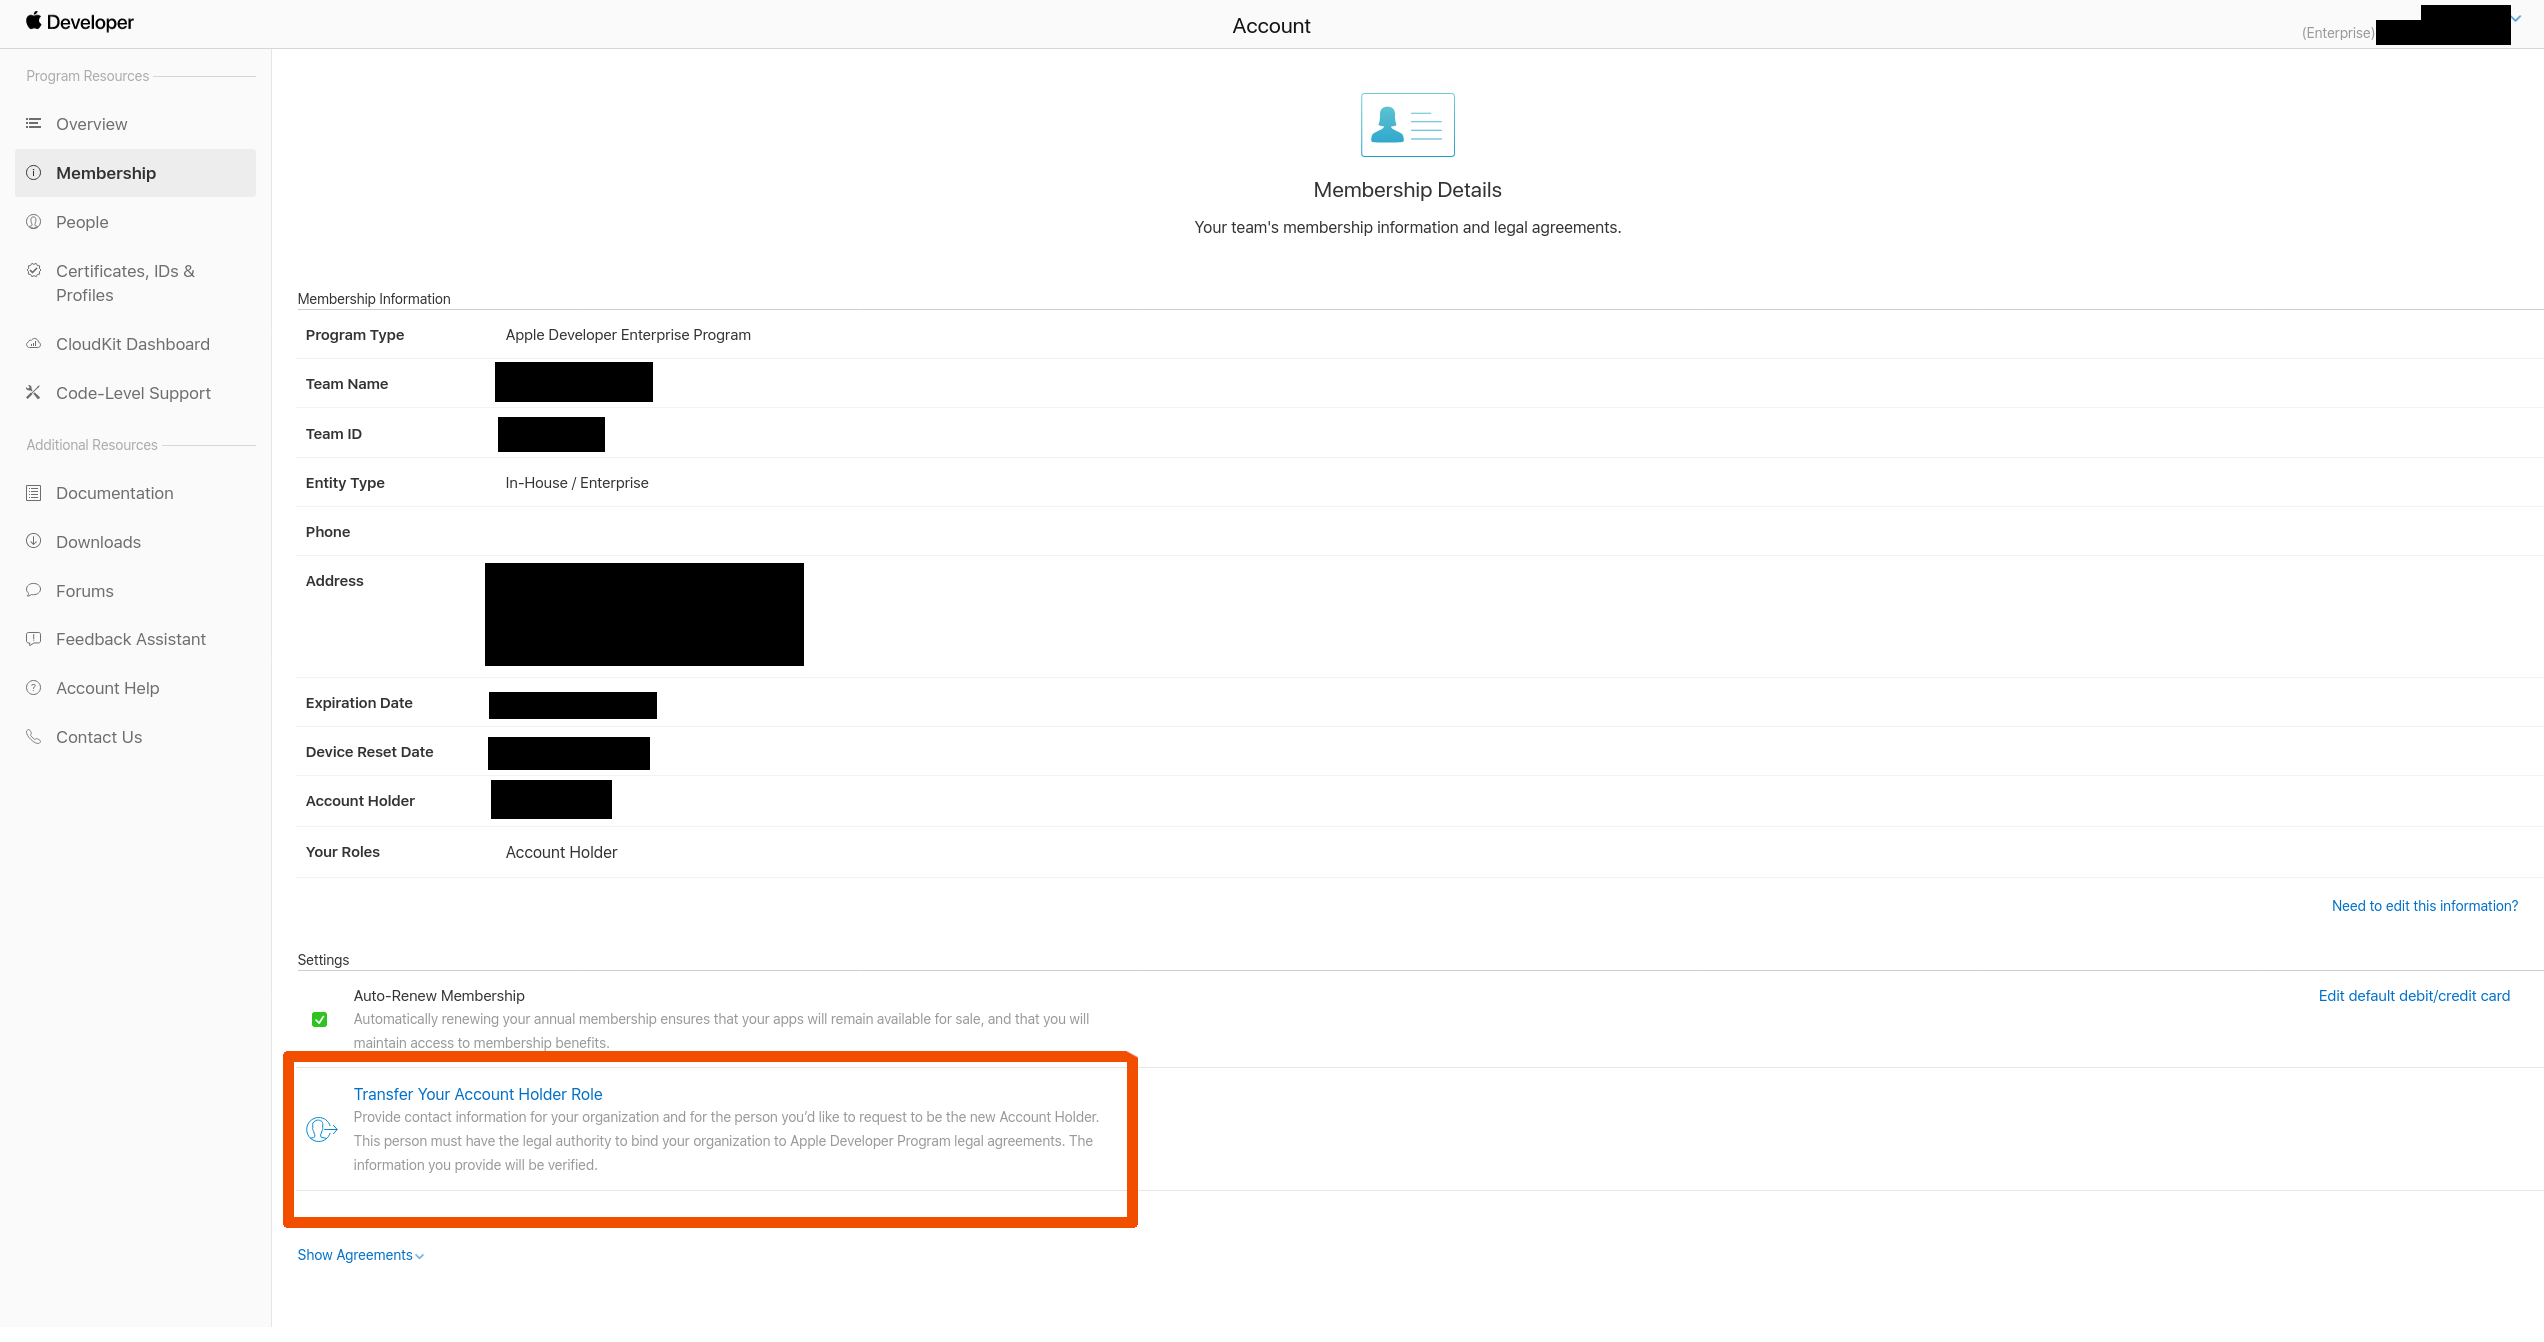 Developer
Account
(Enterprise)
Program Resources
Overview
Membership
People
Certificates, IDs &
Profiles
CloudKit Dashboard
Code-Level Support
Additional Resources
Documentation
Downloads
Forums
Feedback Assistant
Account Help
Contact Us
Membership Details
Your team's membership information and legal agreements.
Membership Information
Program Type Apple Developer Enterprise Program
Team Name
Team ID
Entity Type In-House / Enterprise
Phone
Address
Expiration Date
Device Reset Date
Account Holder
Your Roles Account Holder
Need to edit this information?
Settings
Auto-Renew Membership
Edit default debit/credit card
Automatically renewing your annual membership ensures that your apps will remain available for sale, and that you will
maintain access to membership benefits.
Transfer Your Account Holder Role
Provide contact information for your organization and for the person you'd like to request to be the new Account Holder.
This person must have the legal authority to bind your organization to Apple Developer Program legal agreements. The
information you provide will be verified.
Show Agreements